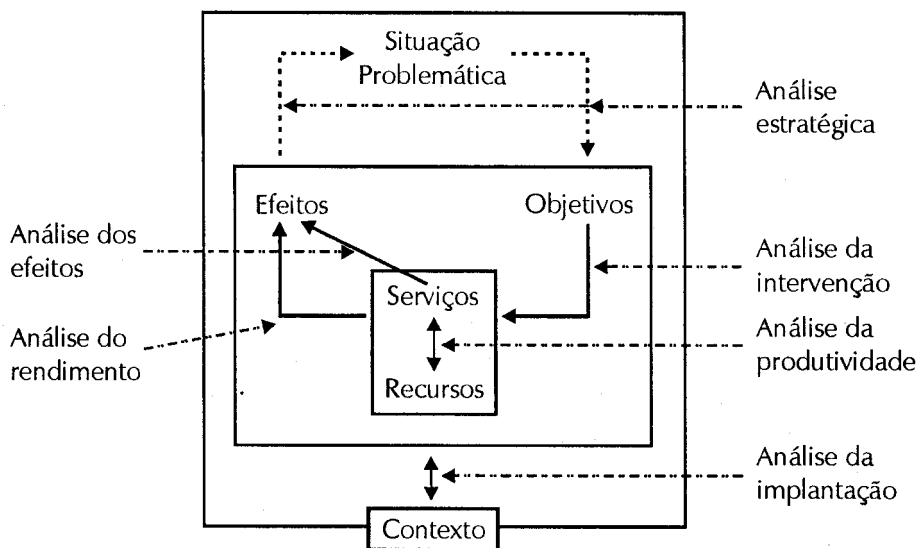 Situação
Problemática
Análise
estratégica
Efeitos
Objetivos
Análise dos
efeitos
Análise da
intervenção
Serviços
Análise do
rendimento
Análise da
produtividade
Recursos
Análise da
implantação
Contexto